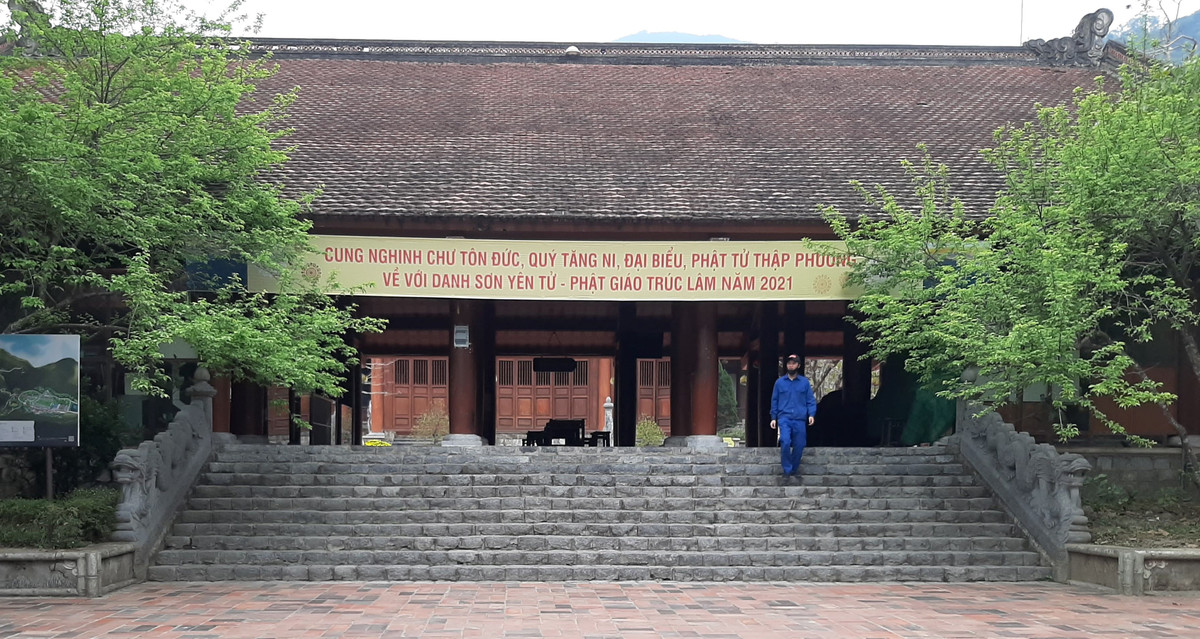 CUNG NGHINH CHƯ TÔN ĐỨC, QUÝ TĂNG NI, ĐẠI BIỂU, PHẬT TỬ THẬP PHƯƠNG
VỀ VỚI DANH SƠN YÊN TỬ - PHẬT GIÁO TRÚC LÂM NĂM 2021